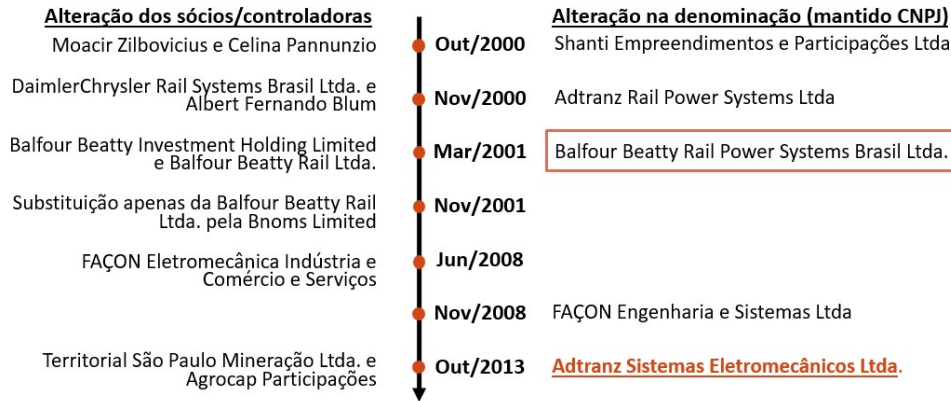 Alteração dos sócios/controladoras
Alteração na denominação (mantido CNPJ)
Moacir Zilbovicius e Celina Pannunzio
Out/2000
Shanti Empreendimentos e Participações Ltda
DaimlerChrysler Rail Systems Brasil Ltda. e
Albert Fernando Blum
Nov/2000
Adtranz Rail Power Systems Ltda
Balfour Beatty Investment Holding Limited
e Balfour Beatty Rail Ltda.
Mar/2001
Balfour Beatty Rail Power Systems Brasil Ltda.
Substituição apenas da Balfour Beatty Rail
Ltda. pela Bnoms Limited
Nov/2001
FAÇON Eletromecânica Indústria e
Comércio e Serviços
Jun/2008
Nov/2008
FAÇON Engenharia e Sistemas Ltda
Territorial São Paulo Mineração Ltda. e
Agrocap Participações
Out/2013
Adtranz Sistemas Eletromecânicos Ltda.